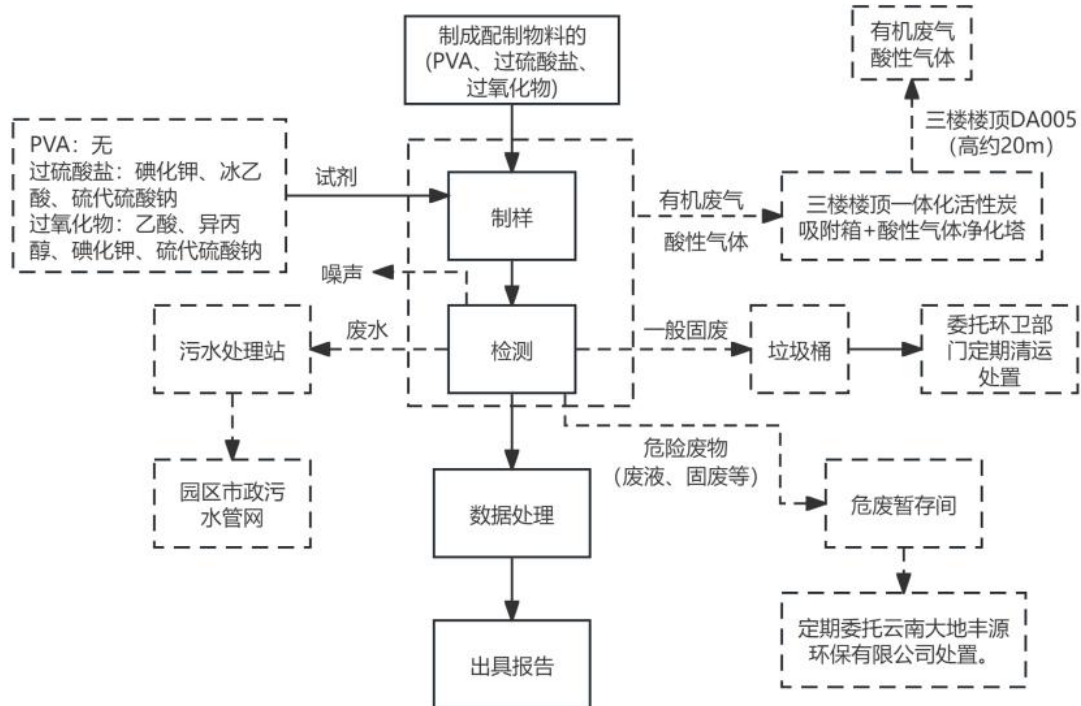 制成配制物料的
(PVA、过硫酸盐、
过氧化物)
有机废气
酸性气体
三楼楼顶DA005
(高约20m)
PVA：无
过硫酸盐：碘化钾、冰乙
酸、硫代硫酸钠
过氧化物：乙酸、异丙
醇、碘化钾、硫代硫酸钠
试剂
制样
有机废气
酸性气体
三楼楼顶一体化活性炭
吸附箱+酸性气体净化塔
噪声
污水处理站
废水
检测
一般固废
垃圾桶
委托环卫部
门定期清运
处置
园区市政污
水管网
数据处理
危险废物
(废液、固废等)
危废暂存间
出具报告
定期委托云南大地丰源
环保有限公司处置。